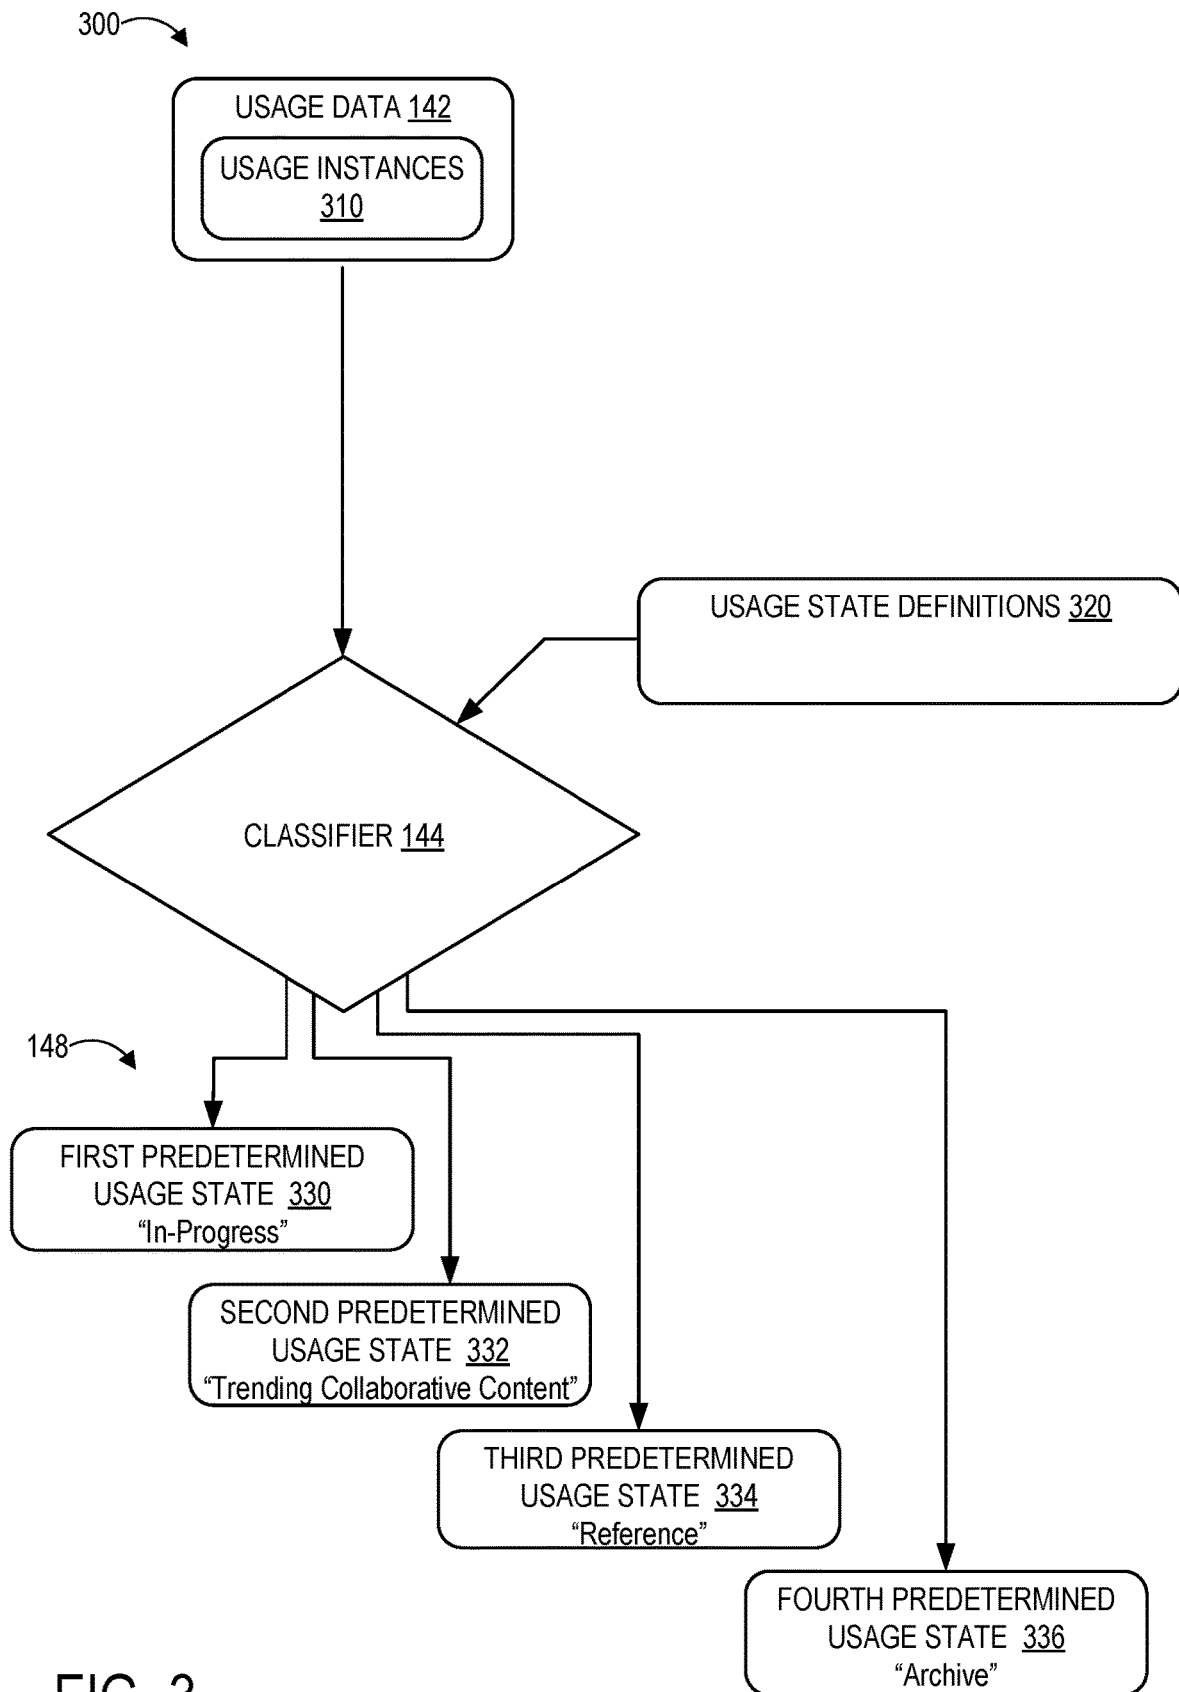 300
USAGE DATA 142
USAGE INSTANCES
310
USAGE STATE DEFINITIONS 320
CLASSIFIER 144
148
FIRST PREDETERMINED
USAGE STATE 330
“In-Progress”
SECOND PREDETERMINED
USAGE STATE 332
“Trending Collaborative Content”
THIRD PREDETERMINED
USAGE STATE 334
“Reference”
FOURTH PREDETERMINED
USAGE STATE 336
“Archive”
FIG.